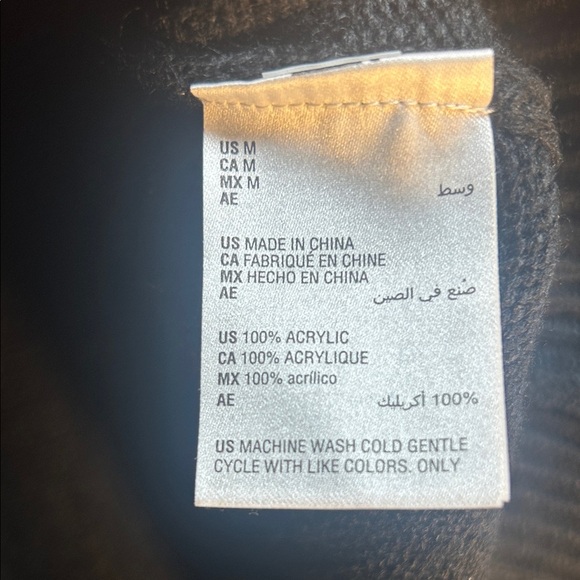 US M
CA M
MX M
AE وسط
US MADE IN CHINA
CA FABRIQUÉ EN CHINE
MX HECHO EN CHINA
AE صُنع في الصين
US 100% ACRYLIC
CA 100% ACRYLIQUE
MX 100% acrílico
AE 100% أكريليك
US MACHINE WASH COLD GENTLE
CYCLE WITH LIKE COLORS. ONLY